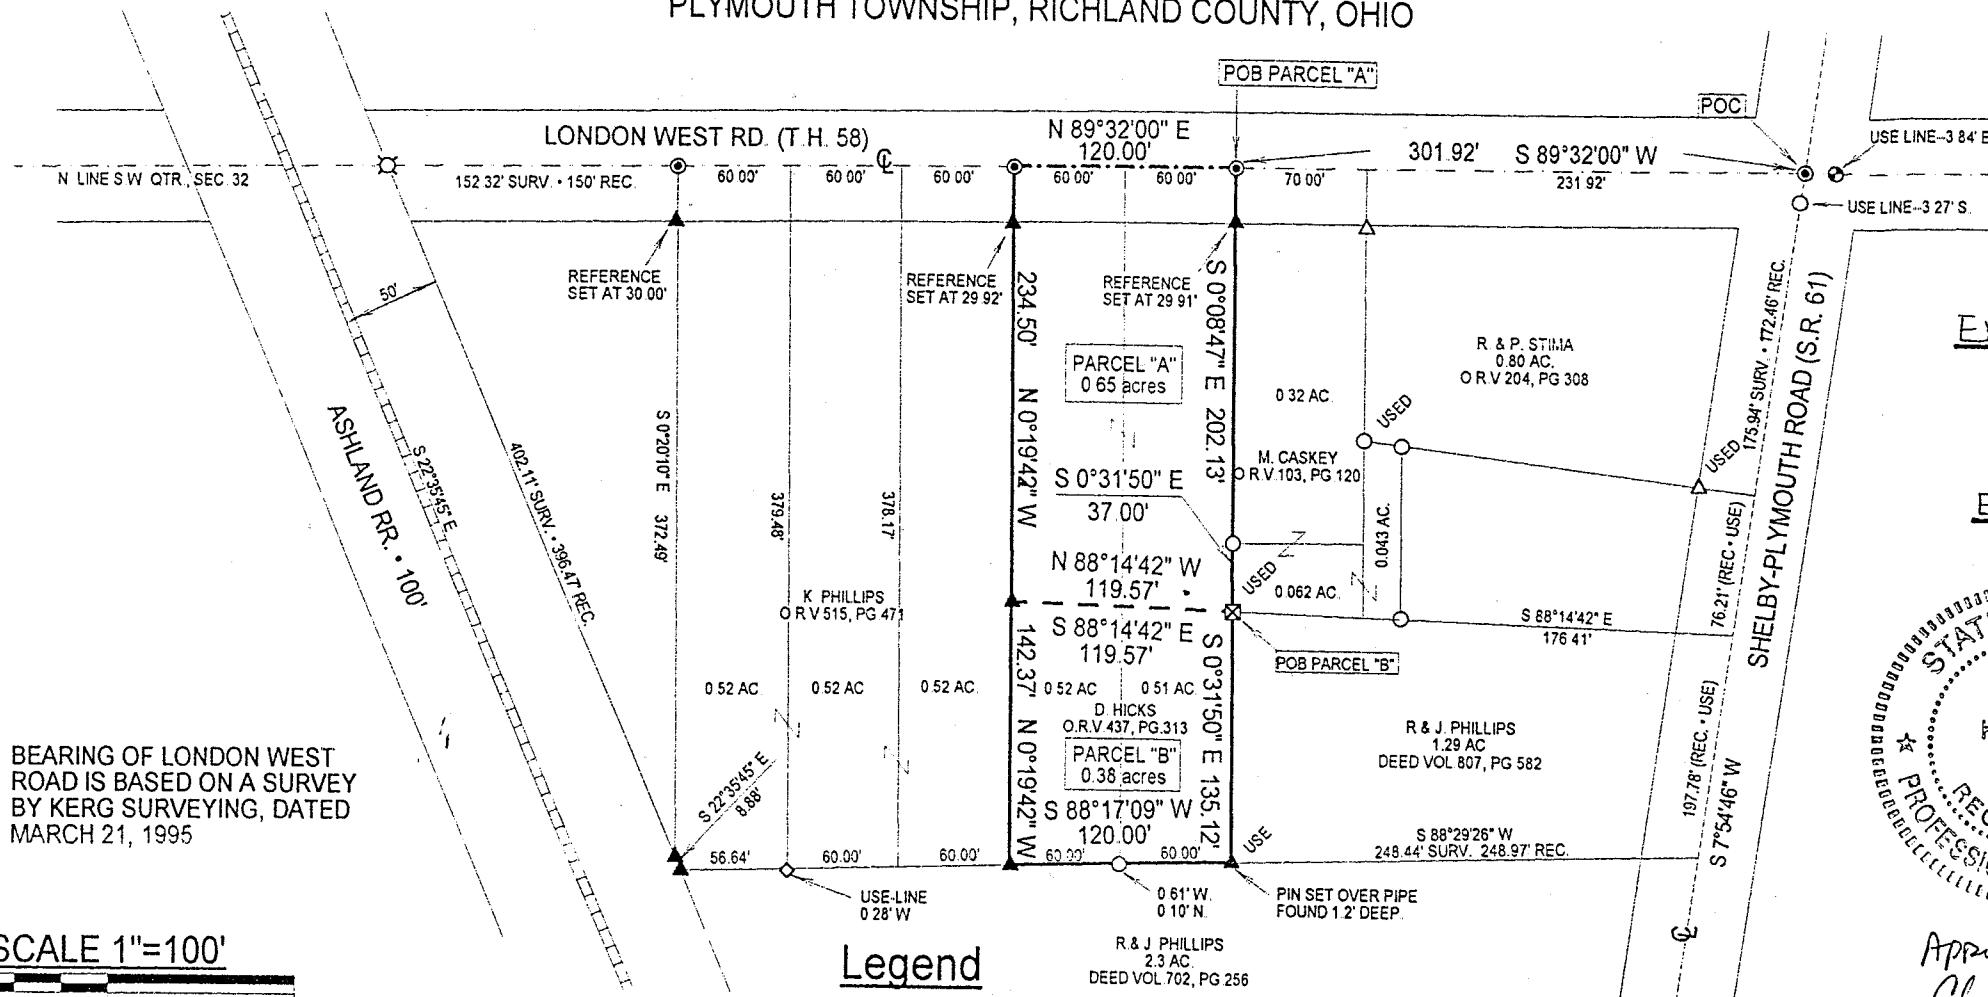 PLYMOUTH TOWNSHIP, RICHLAND COUNTY, OHIO
POB PARCEL "A"
POC
LONDON WEST RD. (T.H. 58)
N 89°32'00" E
120.00'
301.92' S 89°32'00" W
231 92'
USE LINE--3 84' E
USE LINE--3 27' S.
N LINE S W QTR., SEC. 32
152 32' SURV. • 150' REC.
60 00'
60 00'
60 00'
60 00'
60 00'
70 00'
REFERENCE
SET AT 30.00'
REFERENCE
SET AT 29 92'
REFERENCE
SET AT 29 91'
50'
ASHLAND RR. • 100'
S 22°35'45" E
402.11' SURV. • 396.47' REC.
S 0°20'10" E 372.49'
379.48'
378.17'
234.50' N 0°19'42" W
S 0°08'47" E 202.13'
PARCEL "A"
0 65 acres
S 0°31'50" E
37.00'
N 88°14'42" W
119.57'
S 88°14'42" E
119.57'
0 32 AC.
M. CASKEY
O R.V.103, PG.120
R. & P. STIMA
0.80 AC.
O R.V 204, PG 308
USED
USED
USED
0.043 AC.
0.062 AC.
175.94' SURV. • 172.46' REC.
SHELBY-PLYMOUTH ROAD (S.R. 61)
76.21' (REC. • USE)
S 88°14'42" E
176 41'
POB PARCEL "B"
K PHILLIPS
O R V 515, PG 471
0 52 AC.
0 52 AC
0 52 AC.
0 52 AC
0 51 AC.
D. HICKS
O.R.V. 437, PG.313
PARCEL "B"
0.38 acres
142.37' N 0°19'42" W
S 0°31'50" E 135.12'
S 88°17'09" W
120.00'
R & J. PHILLIPS
1.29 AC
DEED VOL 807, PG 582
197.78' (REC. • USE)
S 7°54'46" W
S 88°29'26" W
248.44' SURV. 248.97' REC.
BEARING OF LONDON WEST
ROAD IS BASED ON A SURVEY
BY KERG SURVEYING, DATED
MARCH 21, 1995
S 22°35'45" E
8.88'
56.64'
60.00'
60.00'
60 00'
60.00'
USE
USE-LINE
0 28' W
0 61' W.
0 10' N.
PIN SET OVER PIPE
FOUND 1.2' DEEP.
R.& J PHILLIPS
2.3 AC.
DEED VOL.702, PG.256
SCALE 1"=100'
Legend